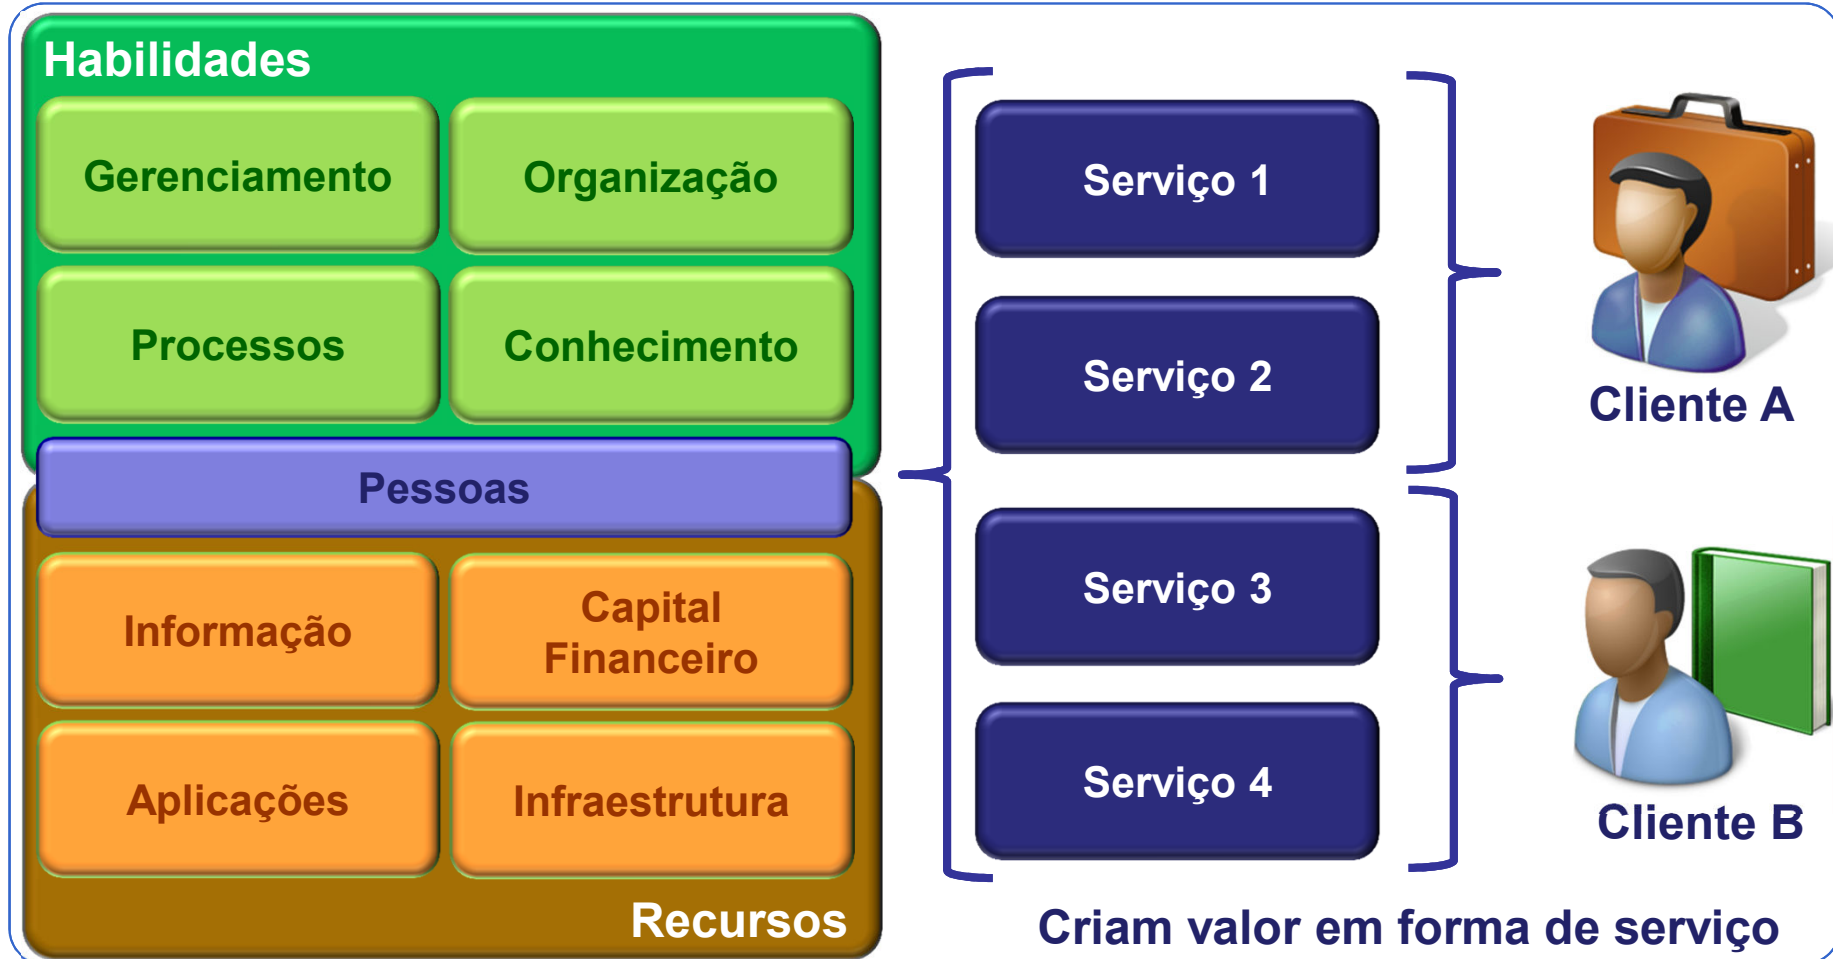 Habilidades
Gerenciamento
Organização
Processos
Conhecimento
Pessoas
Informação
Capital
Financeiro
Aplicações
Infraestrutura
Recursos
Serviço 1
Serviço 2
Serviço 3
Serviço 4
Cliente A
Cliente B
Criam valor em forma de serviço